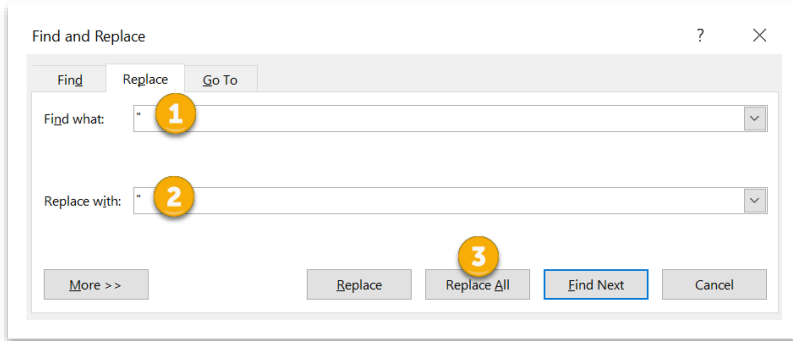 Find and Replace ?
Find Replace Go To
Find what: " 1
Replace with: " 2
3
More >> Replace Replace All Find Next Cancel